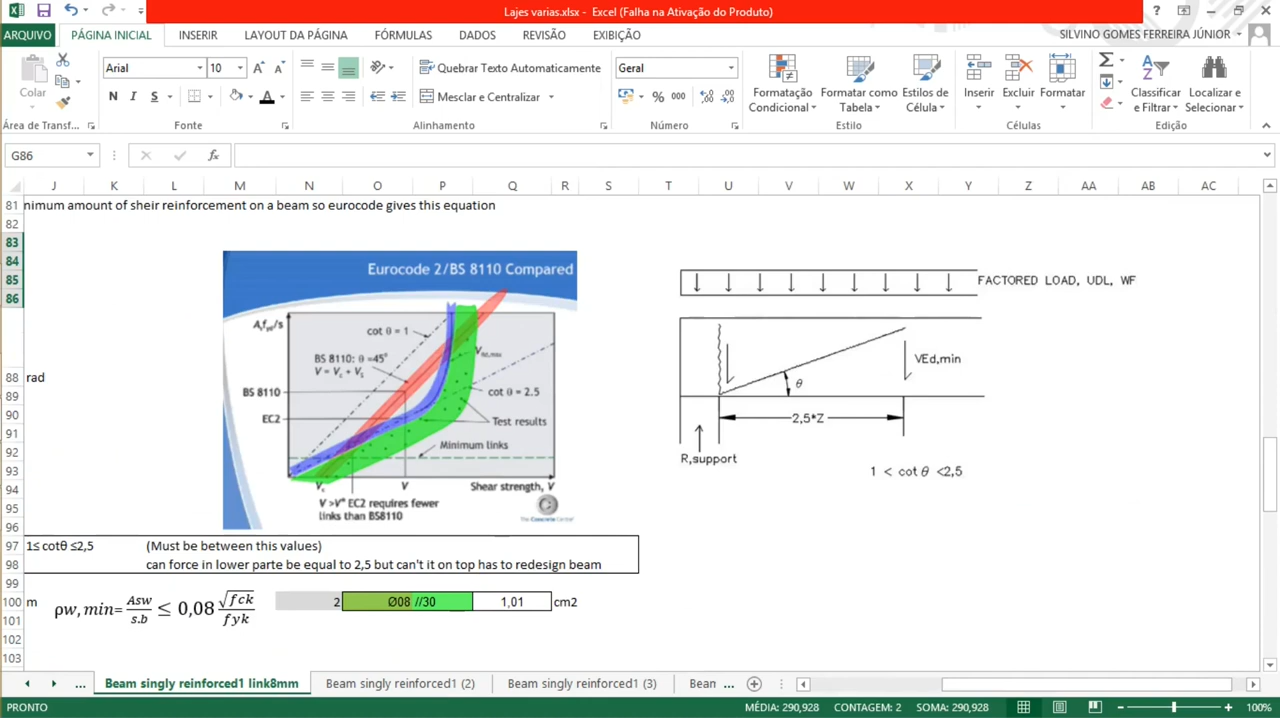 Lajes varias.xlsx - Excel (Falha na Ativação do Produto)
ARQUIVO PÁGINA INICIAL INSERIR LAYOUT DA PÁGINA FÓRMULAS DADOS REVISÃO EXIBIÇÃO SILVINO GOMES FERREIRA JÚNIOR
Colar
Arial 10
N I S A
Quebrar Texto Automaticamente
Mesclar e Centralizar
Geral
% 000
Formatação Condicional
Formatar como Tabela
Estilos de Célula
Inserir
Excluir
Formatar
Classificar e Filtrar
Localizar e Selecionar
Área de Transf... Fonte Alinhamento Número Estilo Células Edição
G86 fx
J K L M N O P Q R S T U V W X Y Z AA AB AC
81 nimum amount of sheir reinforcement on a beam so eurocode gives this equation
82
83
84
85
86
88 rad
89
90
91
92
93
94
95
96
Eurocode 2/BS 8110 Compared
cot θ = 1
BS 8110: θ =45°
V = Vc + Vs
BS 8110
EC2
VRd,max
cot θ = 2.5
Test results
Minimum links
Vc
V
Shear strength, V
V >V* EC2 requires fewer
links than BS8110
The Concrete Centre
FACTORED LOAD, UDL, WF
VEd,min
θ
2,5*Z
R,support
1 < cot θ <2,5
97 1≤ cotθ ≤2,5 (Must be between this values)
98 can force in lower parte be equal to 2,5 but can't it on top has to redesign beam
99
100 m ρw, min= Asw/s.b ≤ 0,08 √fck/fyk 2 Ø08 //30 1,01 cm2
101
102
103
... Beam singly reinforced1 link8mm Beam singly reinforced1 (2) Beam singly reinforced1 (3) Bean ...
PRONTO MÉDIA: 290,928 CONTAGEM: 2 SOMA: 290,928 100%